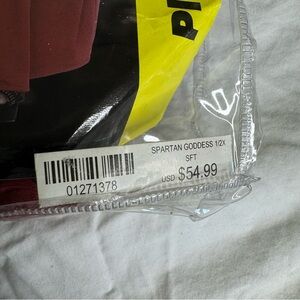 SPARTAN GODDESS 1/2X
SFT
01271378
USD $54.99